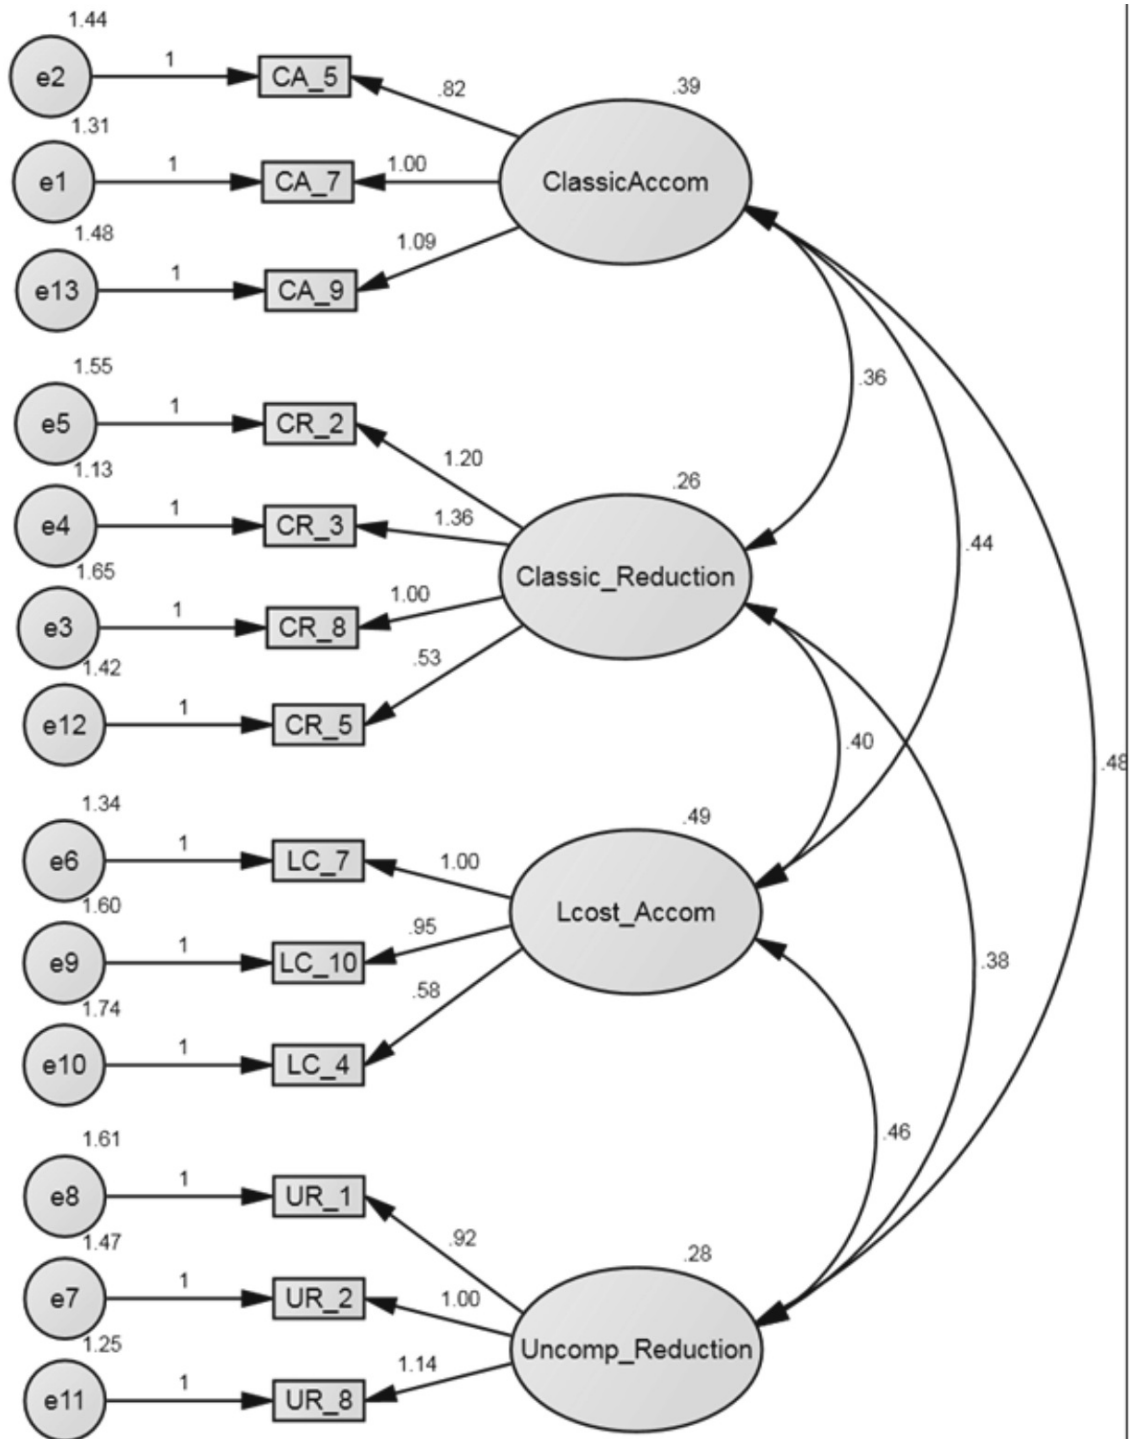 1.44
e2 1 CA_5 .82 .39
1.31
e1 1 CA_7 1.00 ClassicAccom
1.48
e13 1 CA_9 1.09
1.55
e5 1 CR_2 1.20 .36
1.13
e4 1 CR_3 1.36 .26
1.65
e3 1 CR_8 1.00 Classic_Reduction .44
1.42
e12 1 CR_5 .53
.40 .48
1.34
e6 1 LC_7 1.00 .49
1.60
e9 1 LC_10 .95 Lcost_Accom
1.74
e10 1 LC_4 .58 .38
1.61
e8 1 UR_1 .92 .46
1.47
e7 1 UR_2 1.00 .28
1.25
e11 1 UR_8 1.14 Uncomp_Reduction